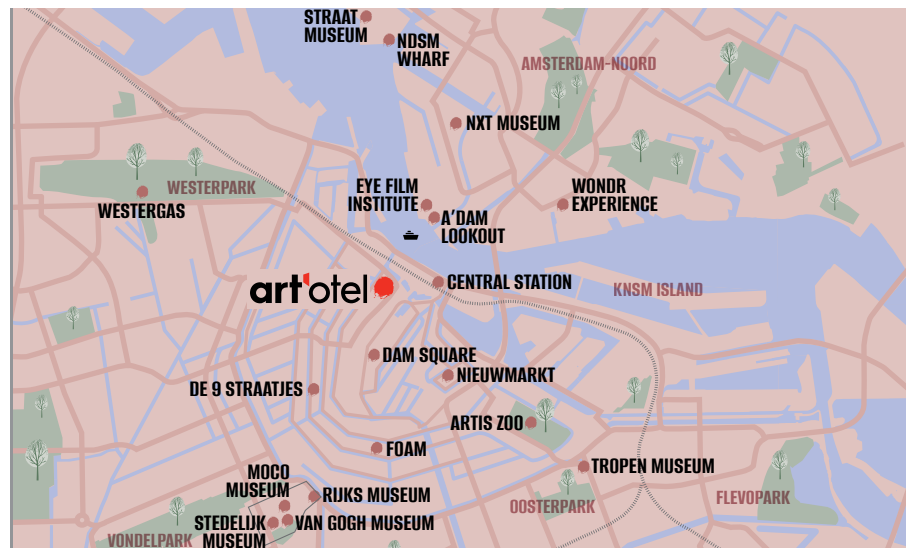 STRAAT
MUSEUM
NDSM
WHARF
AMSTERDAM-NOORD
NXT MUSEUM
WESTERPARK
WESTERGAS
EYE FILM
INSTITUTE
A'DAM
LOOKOUT
WONDR
EXPERIENCE
art'otel
CENTRAL STATION
KNSM ISLAND
DAM SQUARE
NIEUWMARKT
DE 9 STRAATJES
ARTIS ZOO
FOAM
TROPEN MUSEUM
MOCO
MUSEUM
RIJKS MUSEUM
OOSTERPARK
FLEVOPARK
STEDELIJK
MUSEUM
VAN GOGH MUSEUM
VONDELPARK